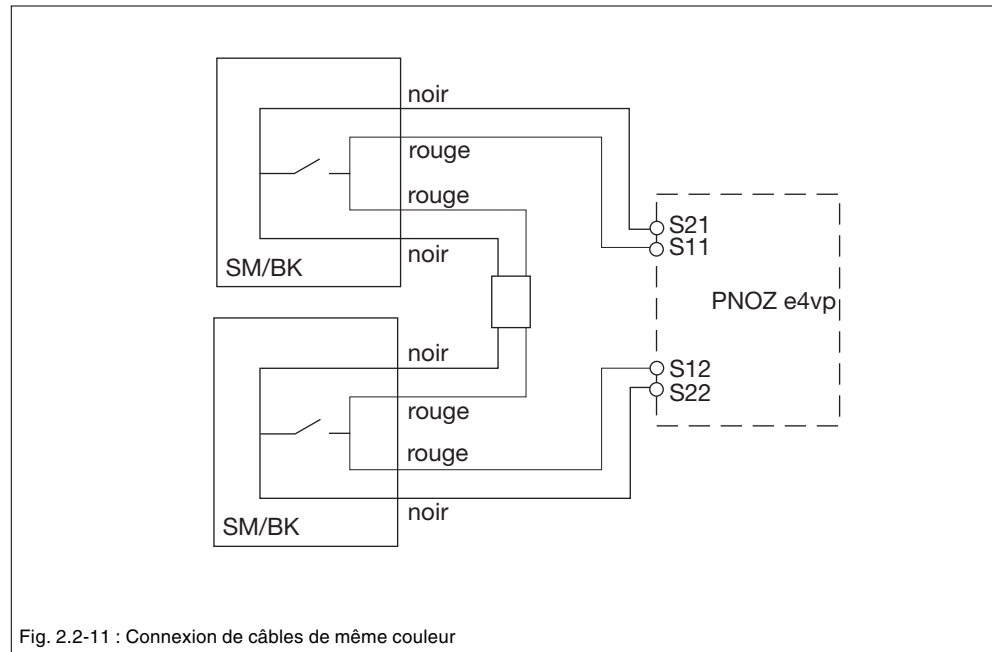 noir
rouge
rouge
noir
SM/BK
S21
S11
PNOZ e4vp
noir
S12
S22
rouge
rouge
noir
SM/BK
Fig. 2.2-11 : Connexion de câbles de même couleur